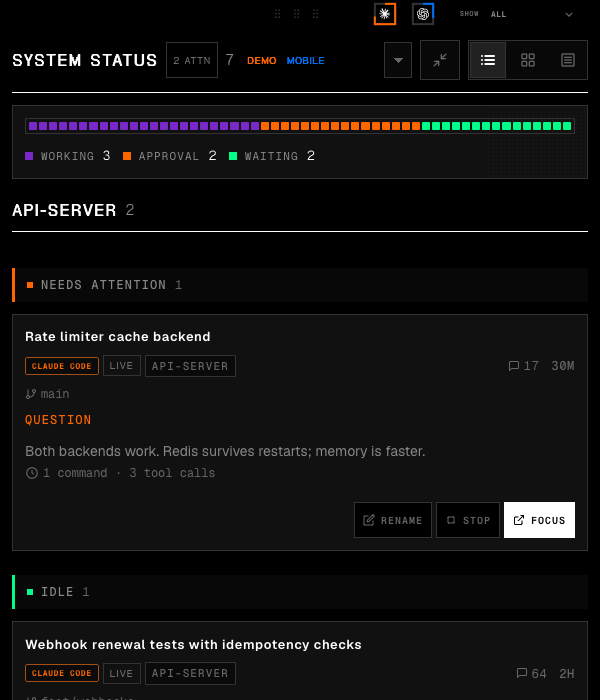 SHOW ALL
SYSTEM STATUS 2 ATTN 7 DEMO MOBILE
WORKING 3 APPROVAL 2 WAITING 2
API-SERVER 2
NEEDS ATTENTION 1
Rate limiter cache backend
CLAUDE CODE LIVE API-SERVER 17 30M
main
QUESTION
Both backends work. Redis survives restarts; memory is faster.
1 command · 3 tool calls
RENAME STOP FOCUS
IDLE 1
Webhook renewal tests with idempotency checks
CLAUDE CODE LIVE API-SERVER 64 2H